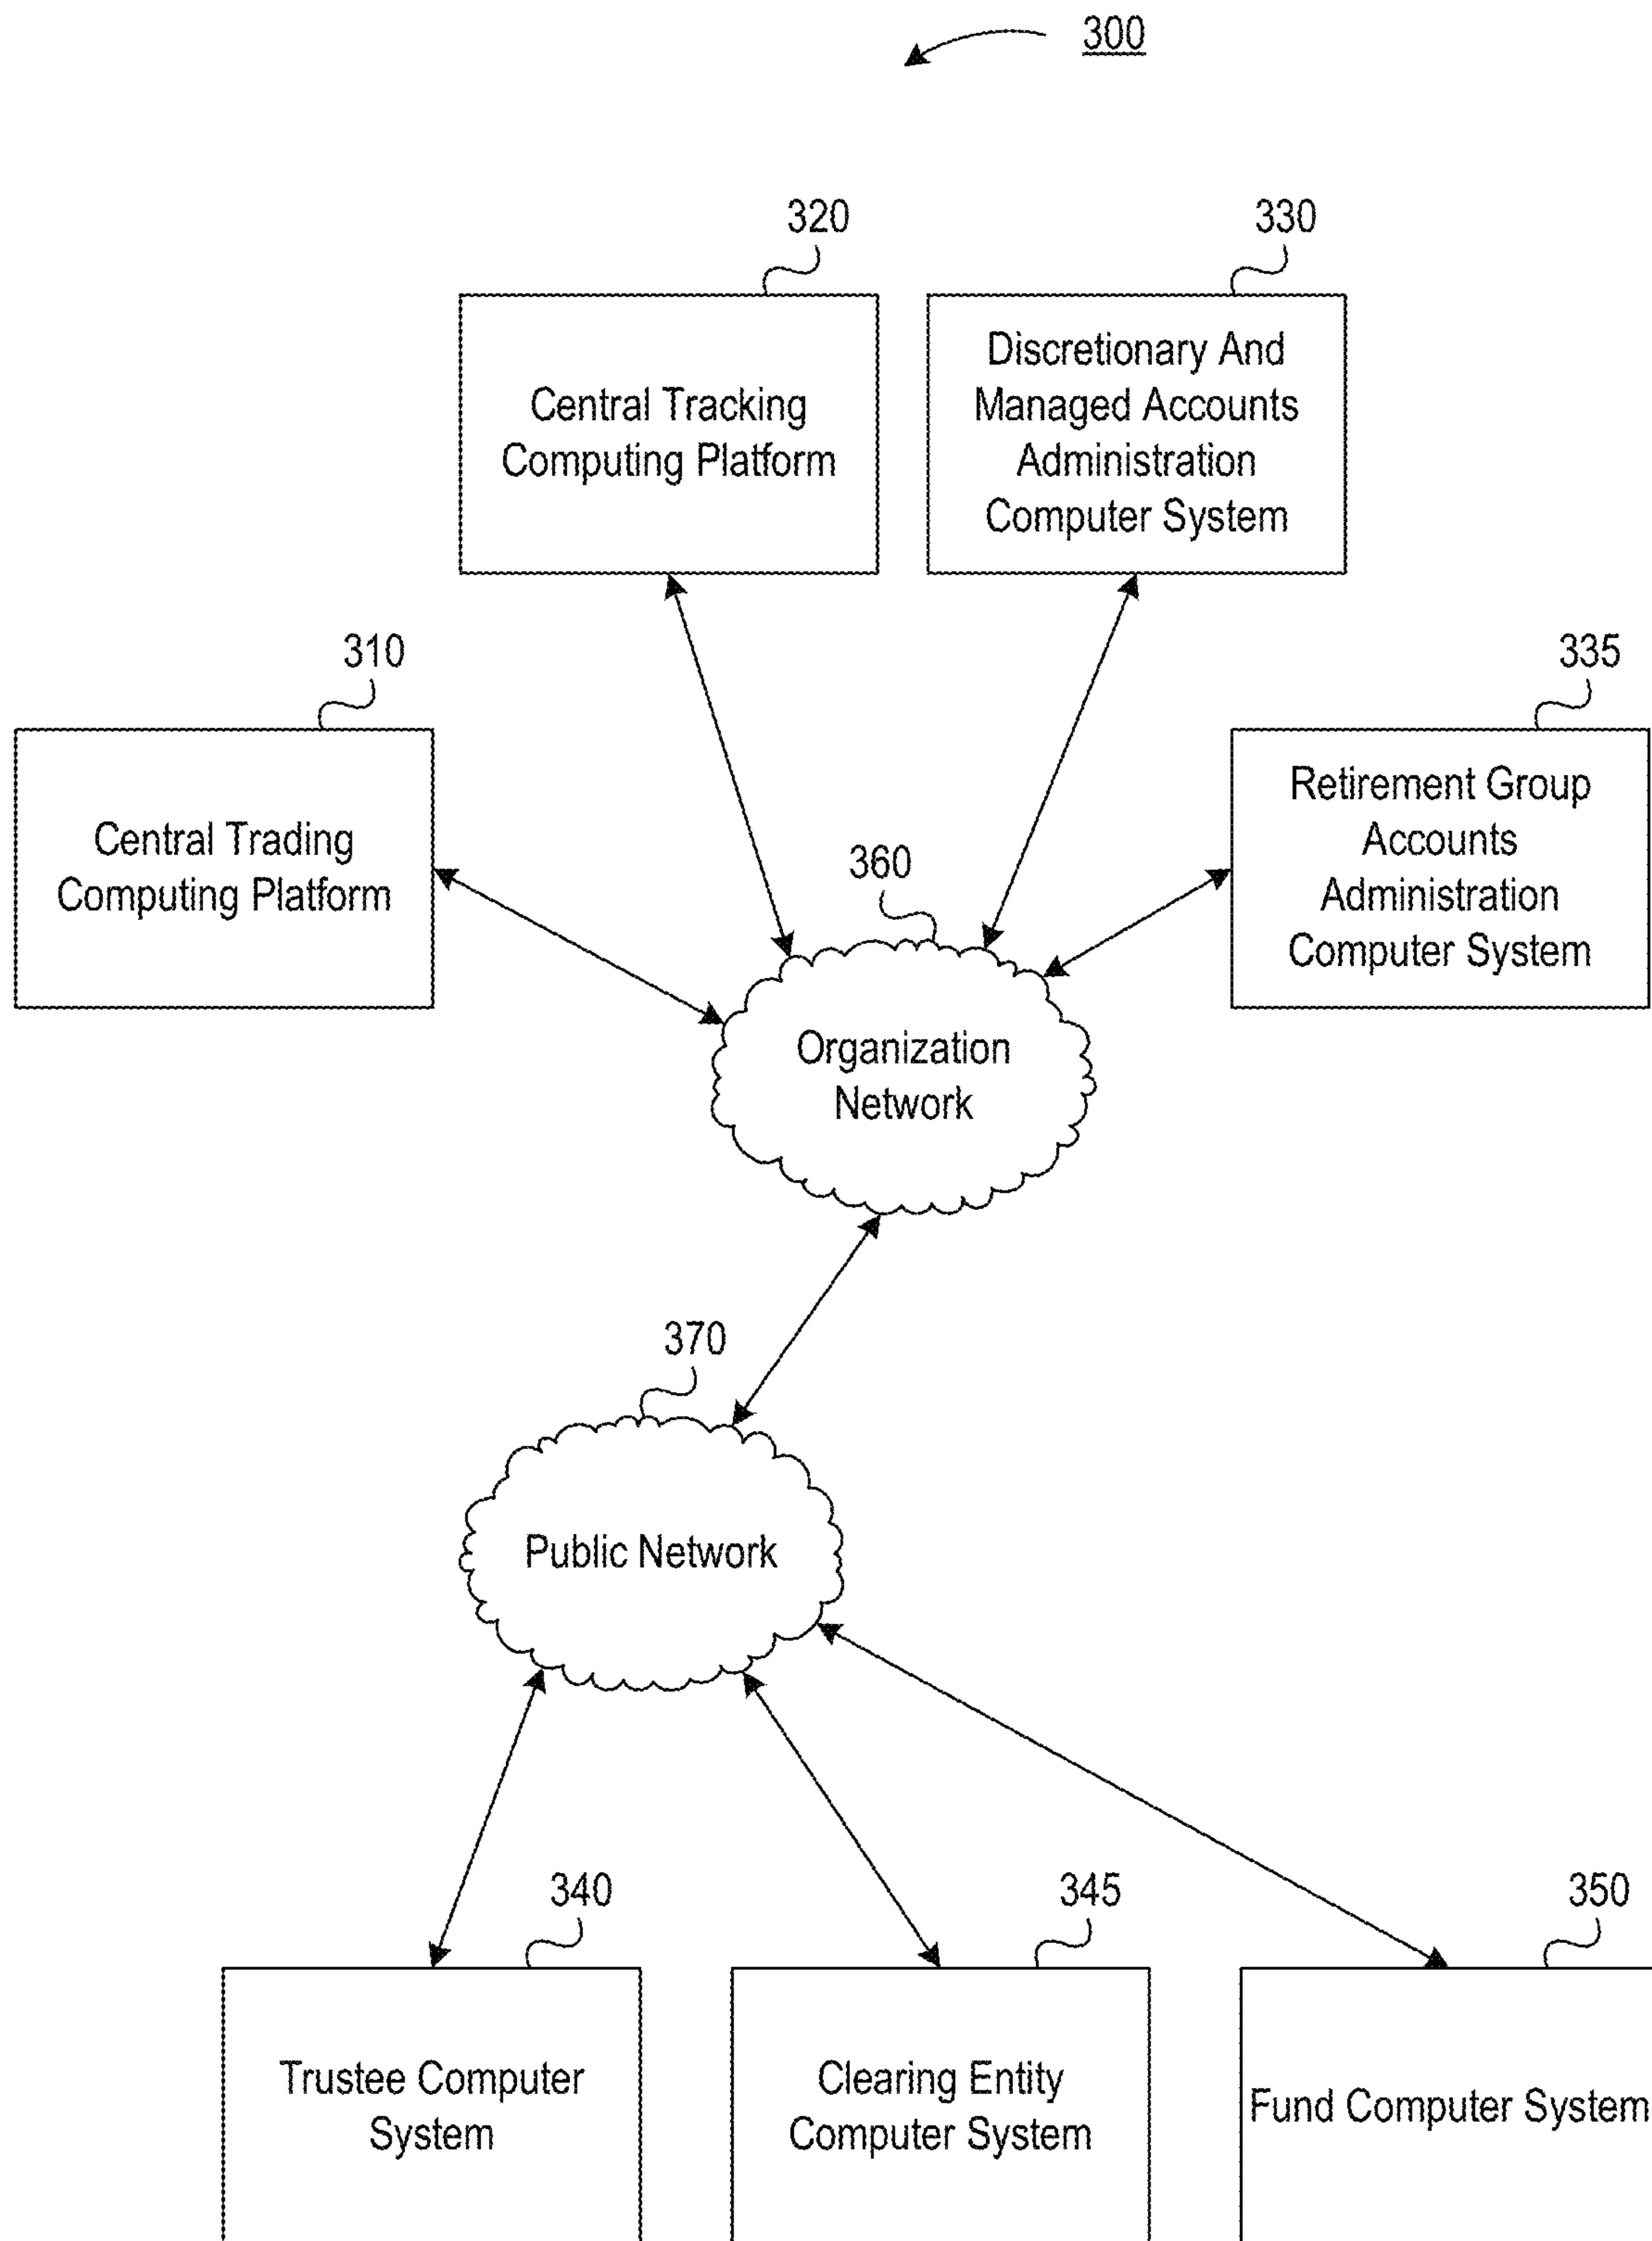 300
320
330
Central Tracking
Computing Platform
Discretionary And
Managed Accounts
Administration
Computer System
310
335
Central Trading
Computing Platform
Retirement Group
Accounts
Administration
Computer System
360
Organization
Network
370
Public Network
340
345
350
Trustee Computer
System
Clearing Entity
Computer System
Fund Computer System